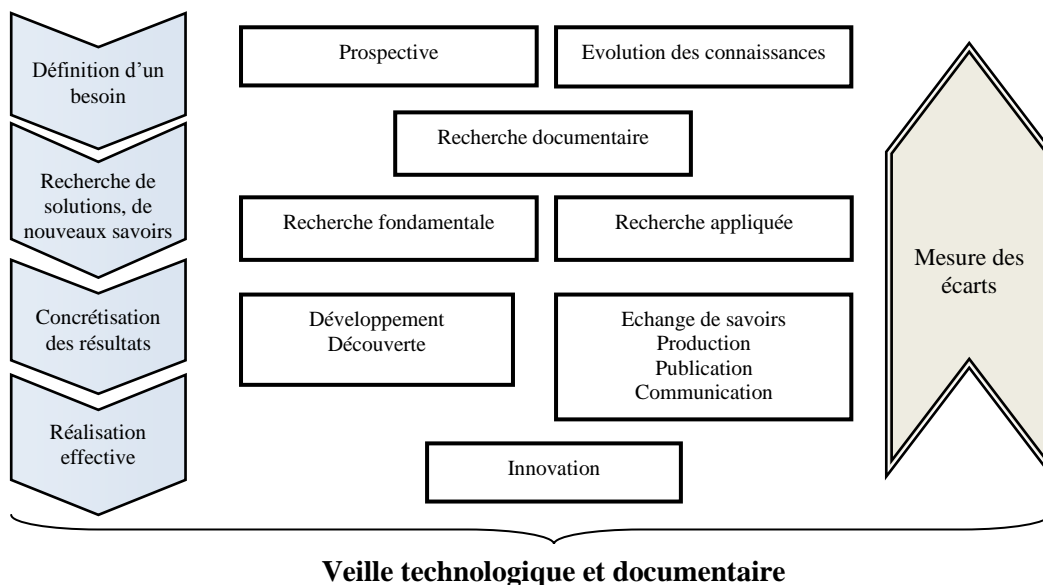 Définition d’un
besoin
Recherche de
solutions, de
nouveaux savoirs
Concrétisation
des résultats
Réalisation
effective
Prospective
Evolution des connaissances
Recherche documentaire
Recherche fondamentale
Recherche appliquée
Développement
Découverte
Echange de savoirs
Production
Publication
Communication
Innovation
Mesure des
écarts
Veille technologique et documentaire